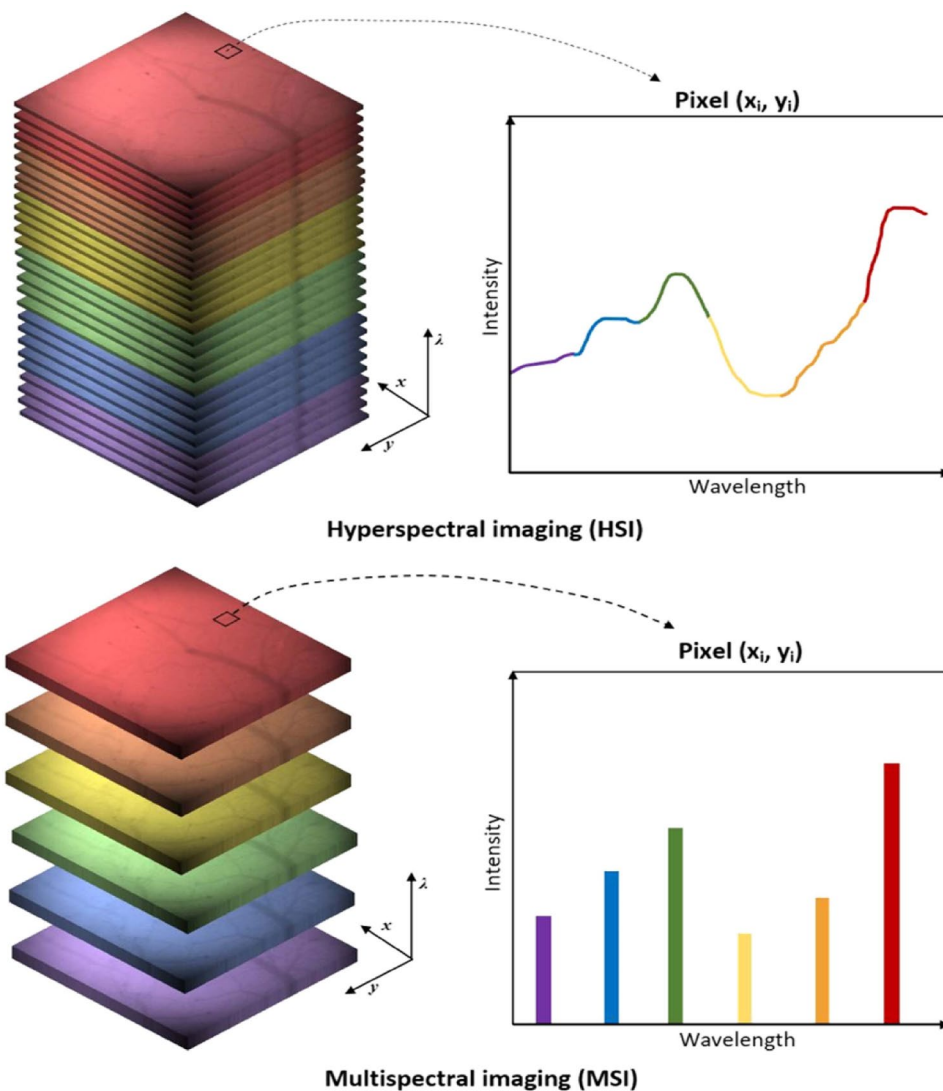 Pixel (xᵢ, yᵢ)
Intensity
λ
x
y
Wavelength
Hyperspectral imaging (HSI)
Pixel (xᵢ, yᵢ)
Intensity
λ
x
y
Wavelength
Multispectral imaging (MSI)